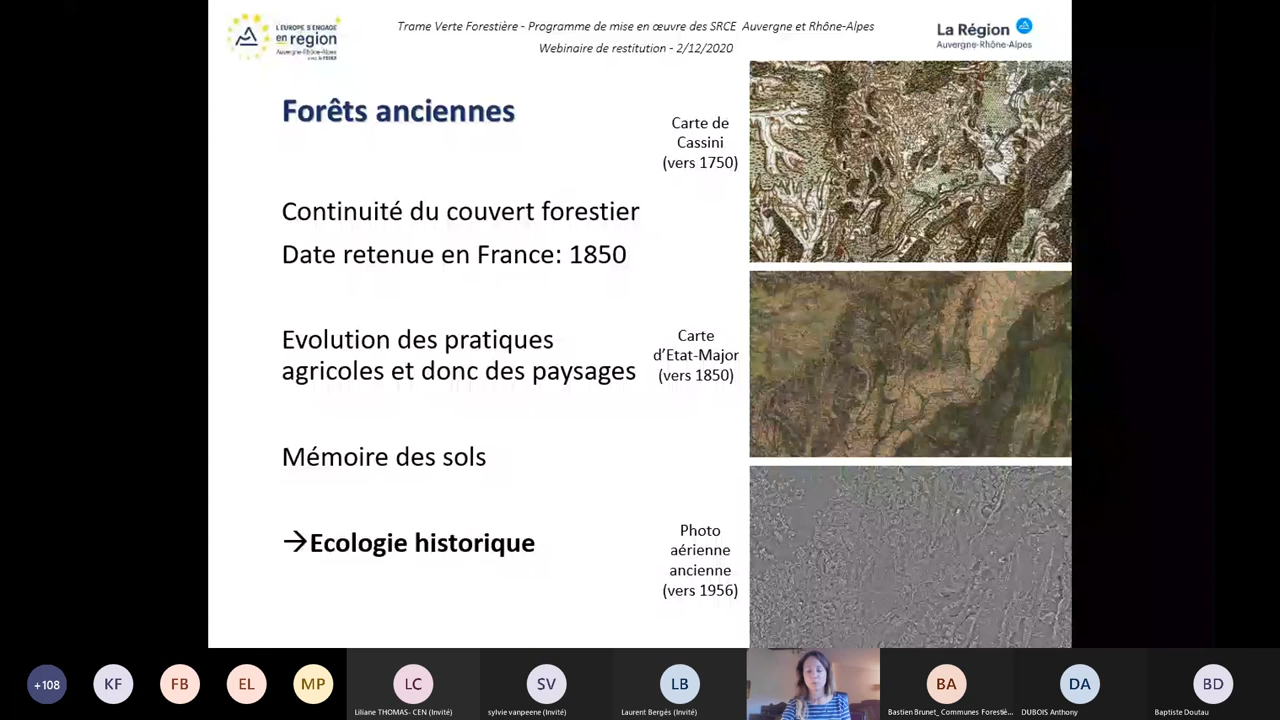 L'EUROPE S'ENGAGE
en region
Auvergne-Rhône-Alpes
Trame Verte Forestière - Programme de mise en œuvre des SRCE Auvergne et Rhône-Alpes
Webinaire de restitution - 2/12/2020
La Région
Auvergne-Rhône-Alpes
Forêts anciennes
Carte de
Cassini
(vers 1750)
Continuité du couvert forestier
Date retenue en France: 1850
Evolution des pratiques
agricoles et donc des paysages
Carte
d'Etat-Major
(vers 1850)
Mémoire des sols
→Ecologie historique
Photo
aérienne
ancienne
(vers 1956)
+108
KF
FB
EL
MP
LC
Liliane THOMAS- CEN (Invité)
SV
sylvie vanpeene (Invité)
LB
Laurent Bergès (Invité)
BA
Bastien Brunet_ Communes Forestiè...
DA
DUBOIS Anthony
BD
Baptiste Doutau